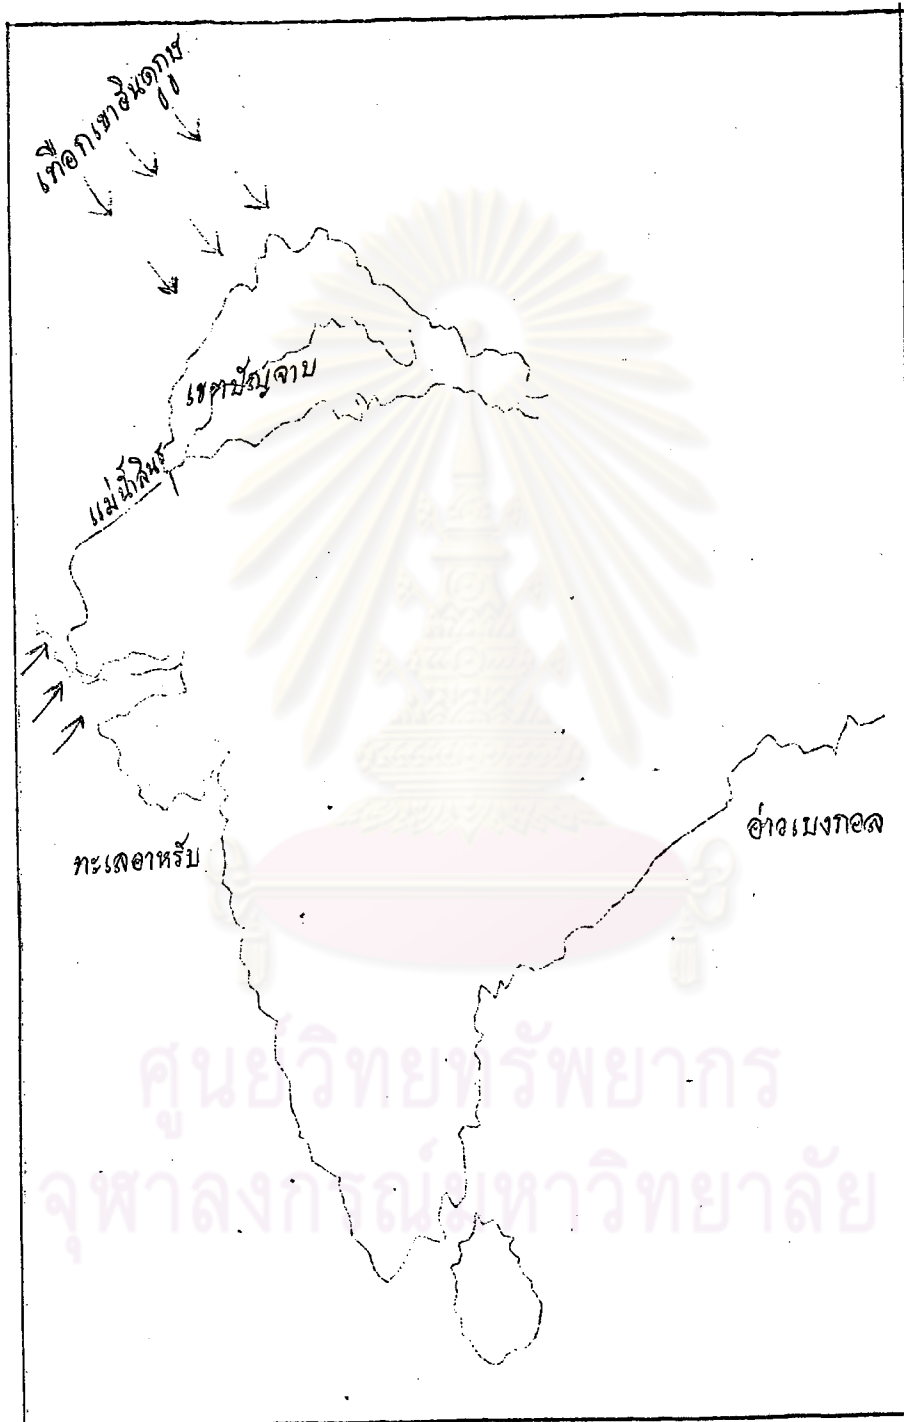 เทือกเขาฮินดูกูษ
เขตปัญจาบ
แม่น้ำสินธุ
ทะเลอาหรับ
อ่าวเบงกอล
ศูนย์วิทยทรัพยากร
จุฬาลงกรณ์มหาวิทยาลัย